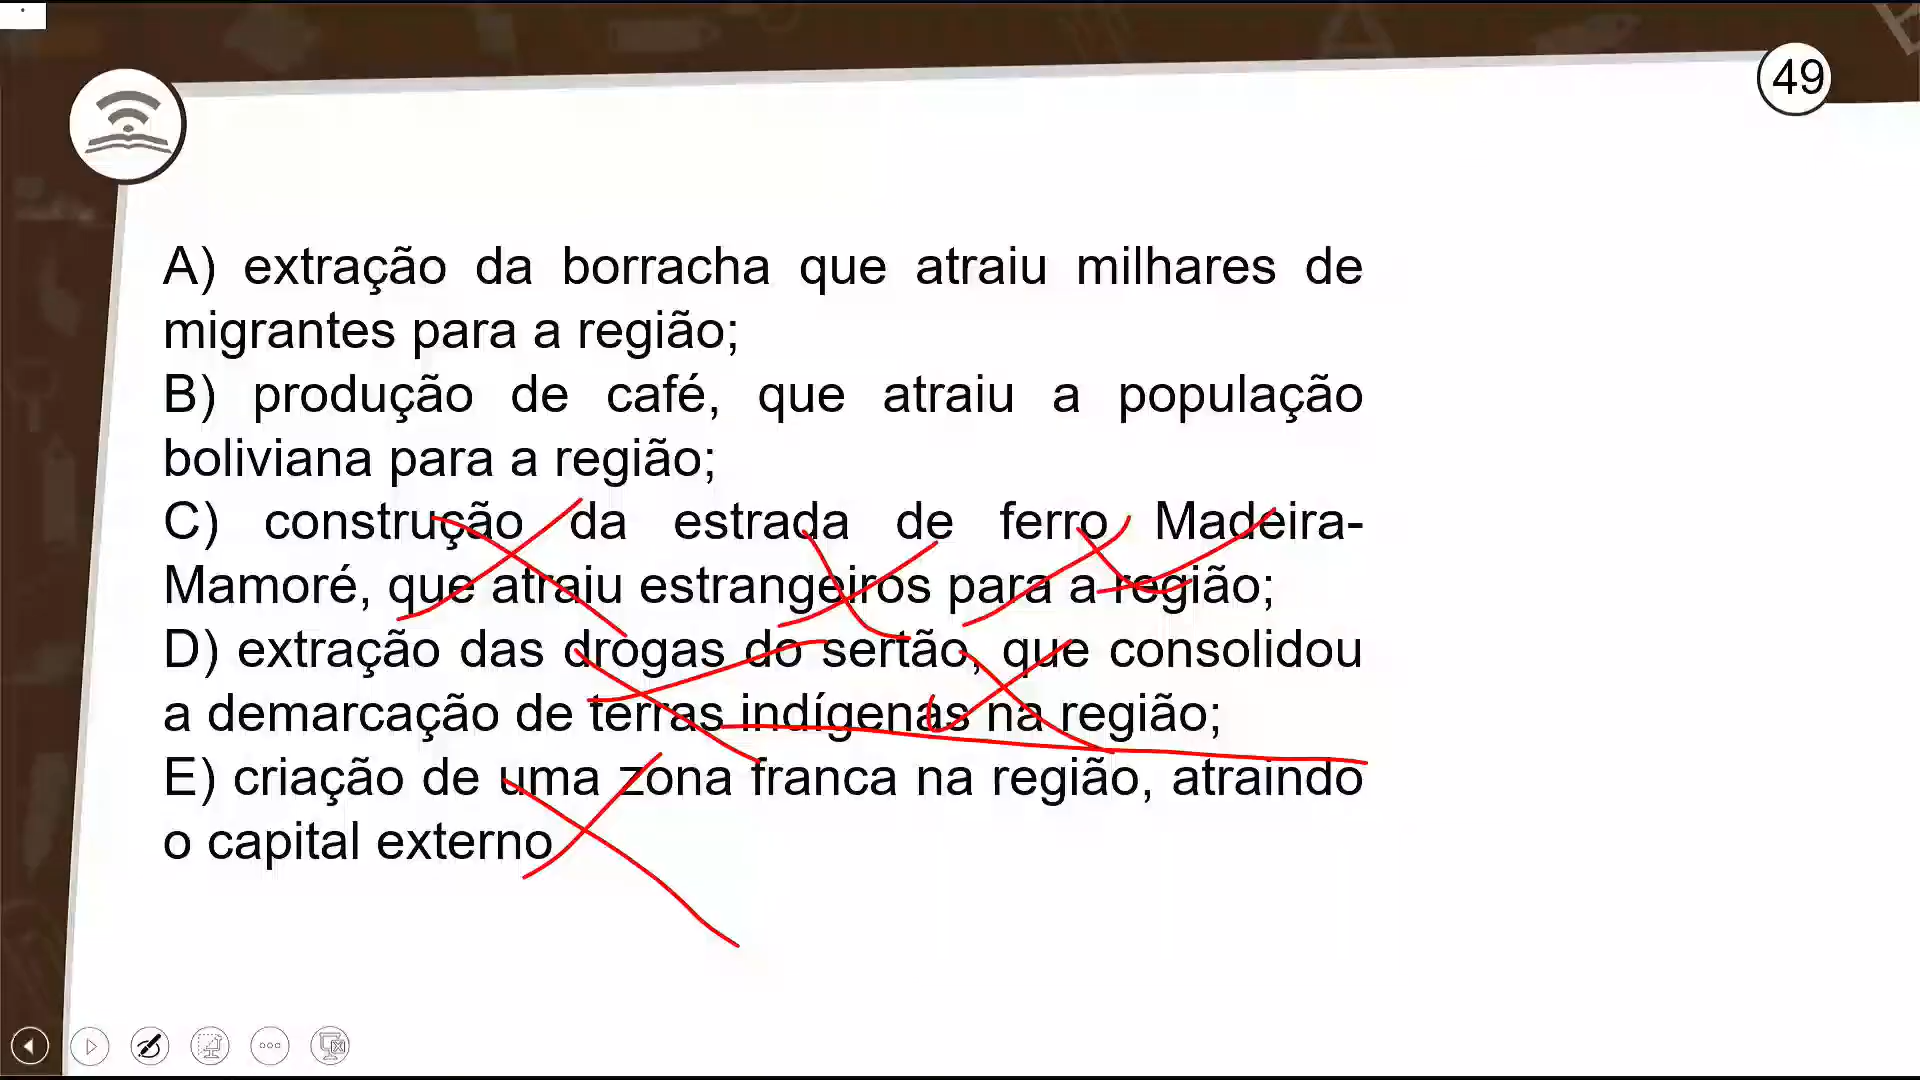 49
A) extração da borracha que atraiu milhares de
migrantes para a região;
B) produção de café, que atraiu a população
boliviana para a região;
C) construção da estrada de ferro Madeira-
Mamoré, que atraiu estrangeiros para a região;
D) extração das drogas do sertão, que consolidou
a demarcação de terras indígenas na região;
E) criação de uma zona franca na região, atraindo
o capital externo